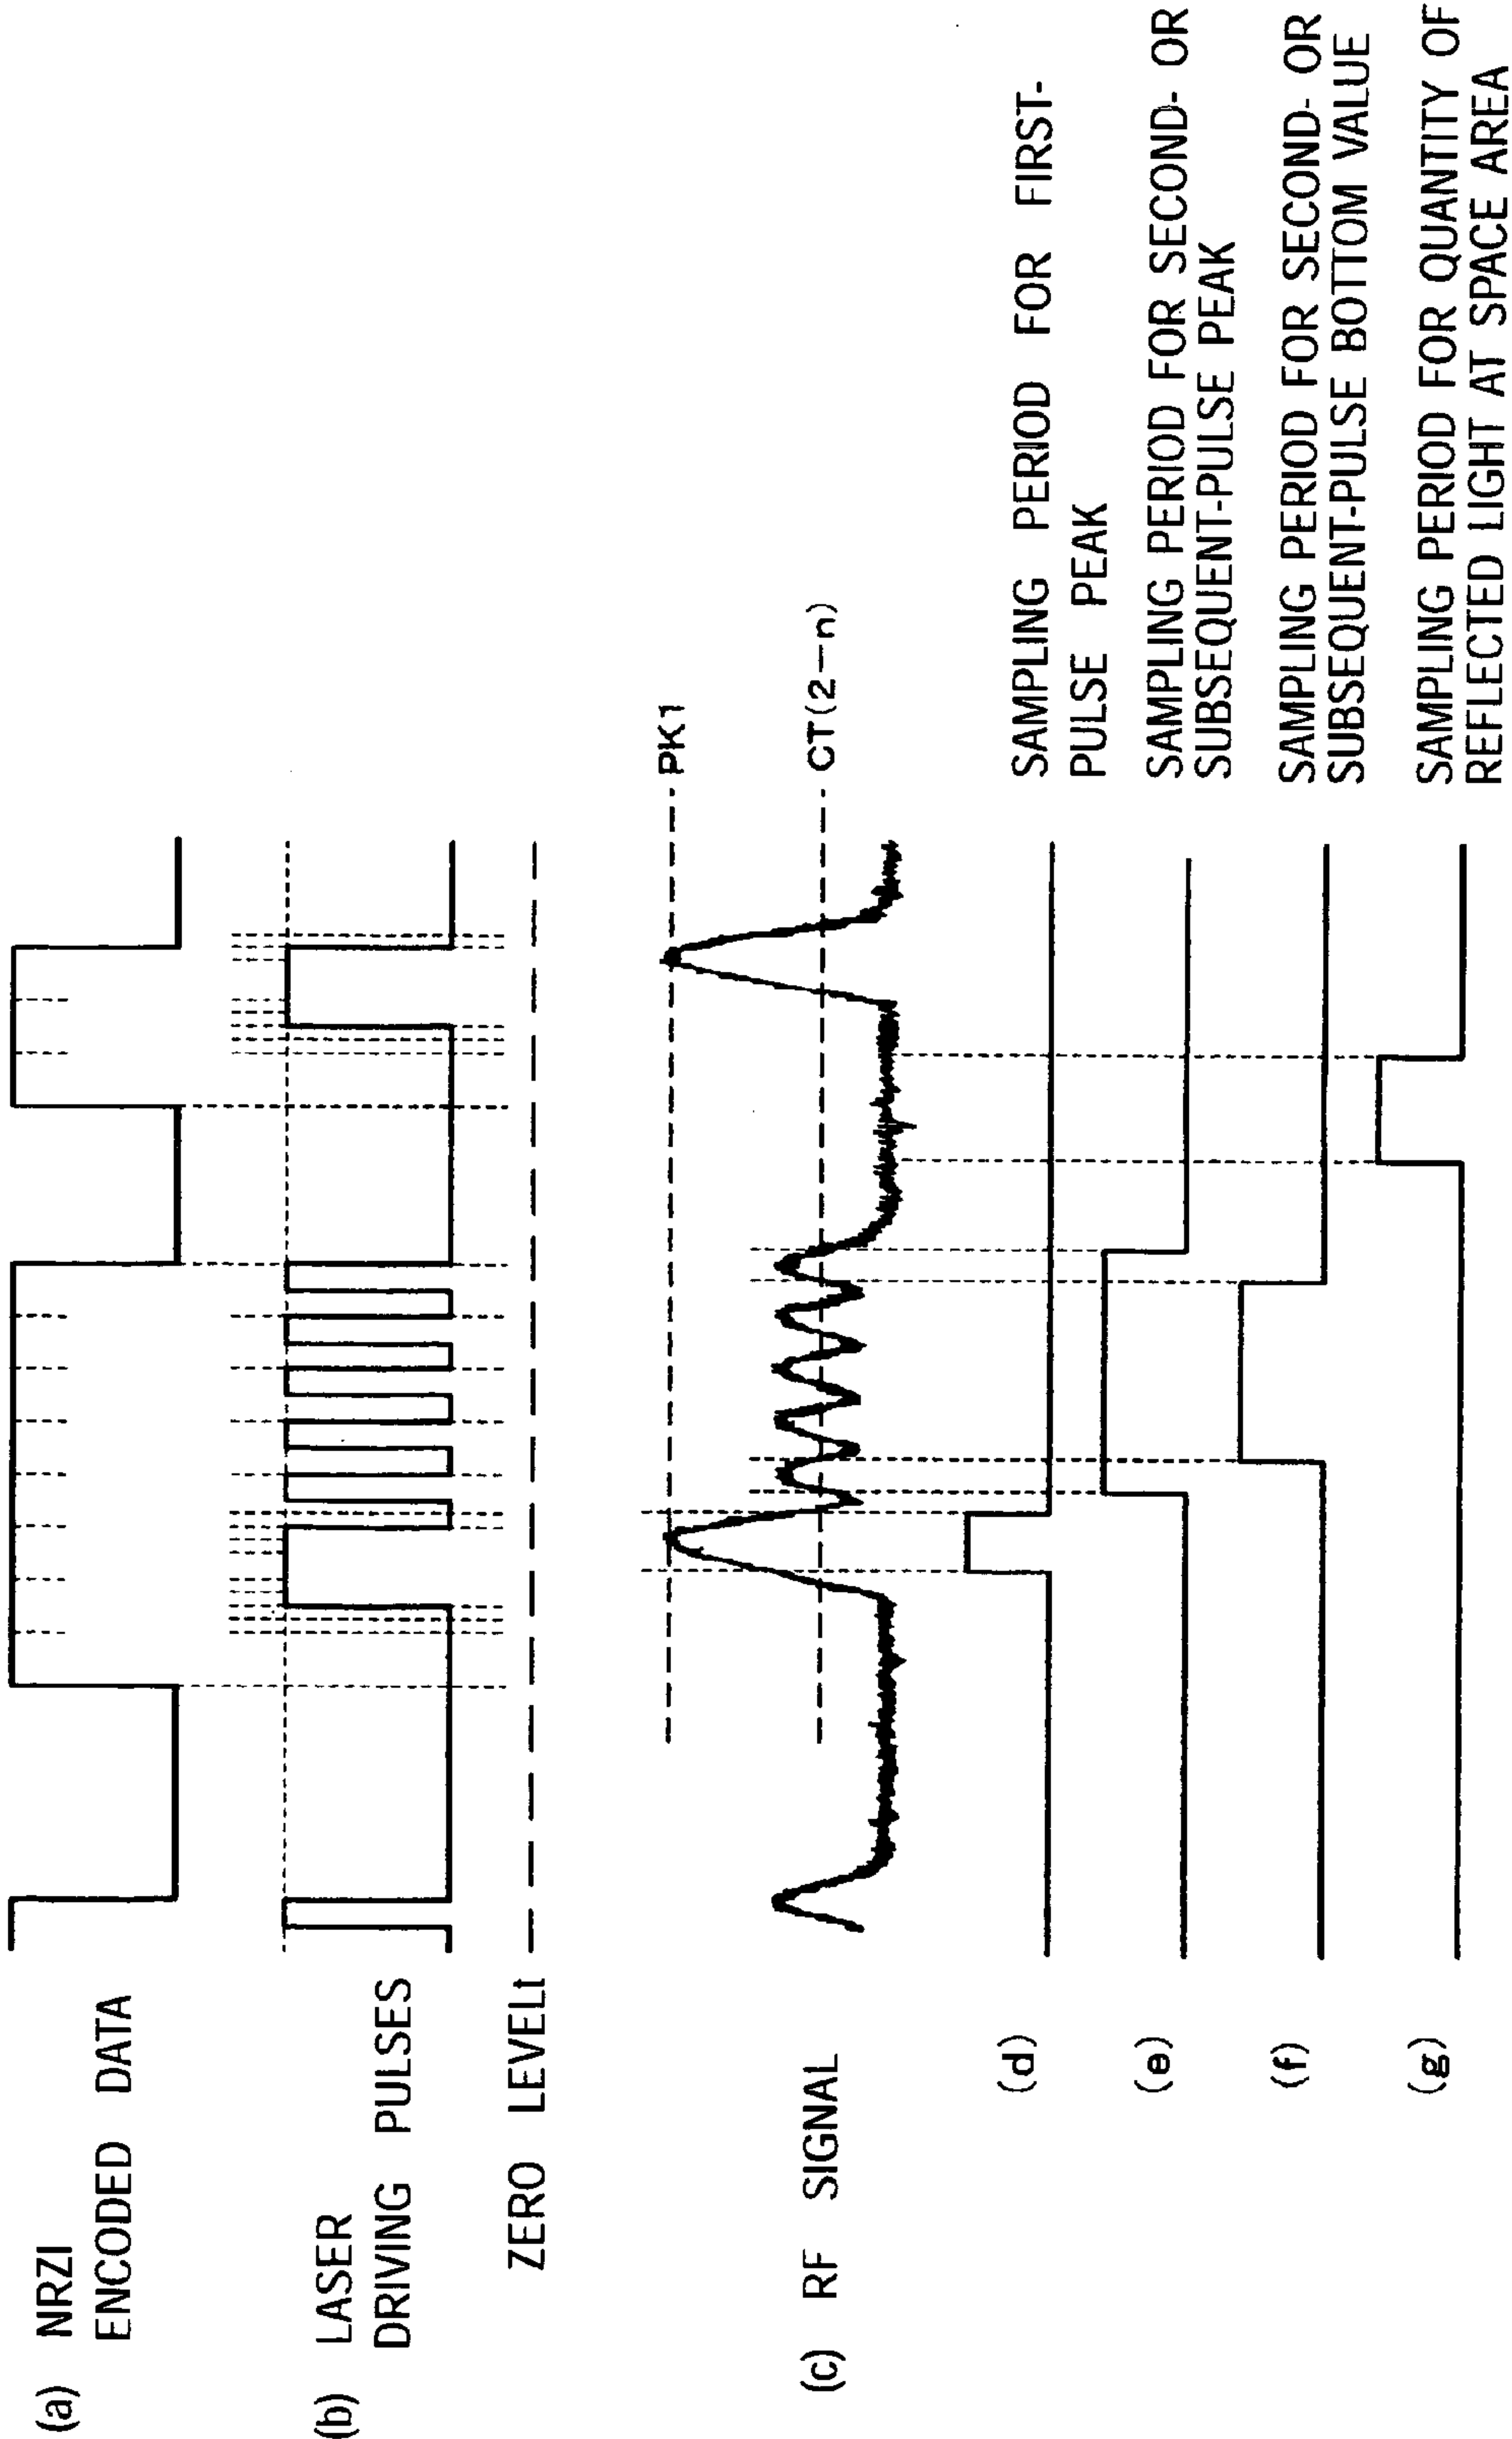 (a) NRZI
ENCODED DATA
(b) LASER
DRIVING PULSES
ZERO LEVELt
PK1
CT(2—n)
(c) RF SIGNAL
(d)
SAMPLING PERIOD FOR FIRST-
PULSE PEAK
(e)
SAMPLING PERIOD FOR SECOND- OR
SUBSEQUENT-PULSE PEAK
(f)
SAMPLING PERIOD FOR SECOND- OR
SUBSEQUENT-PULSE BOTTOM VALUE
(g)
SAMPLING PERIOD FOR QUANTITY OF
REFLECTED LIGHT AT SPACE AREA